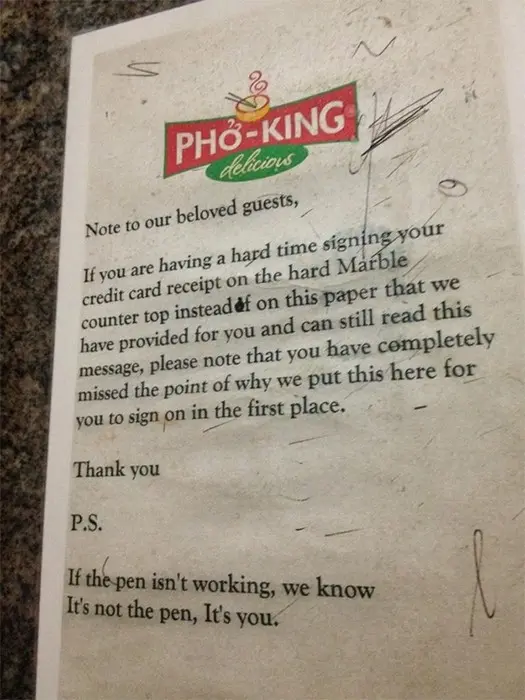 PHỞ-KING
delicious
Note to our beloved guests,
If you are having a hard time signing your
credit card receipt on the hard Marble
counter top instead of on this paper that we
have provided for you and can still read this
message, please note that you have completely
missed the point of why we put this here for
you to sign on in the first place.
Thank you
P.S.
If the pen isn't working, we know
It's not the pen, It's you.